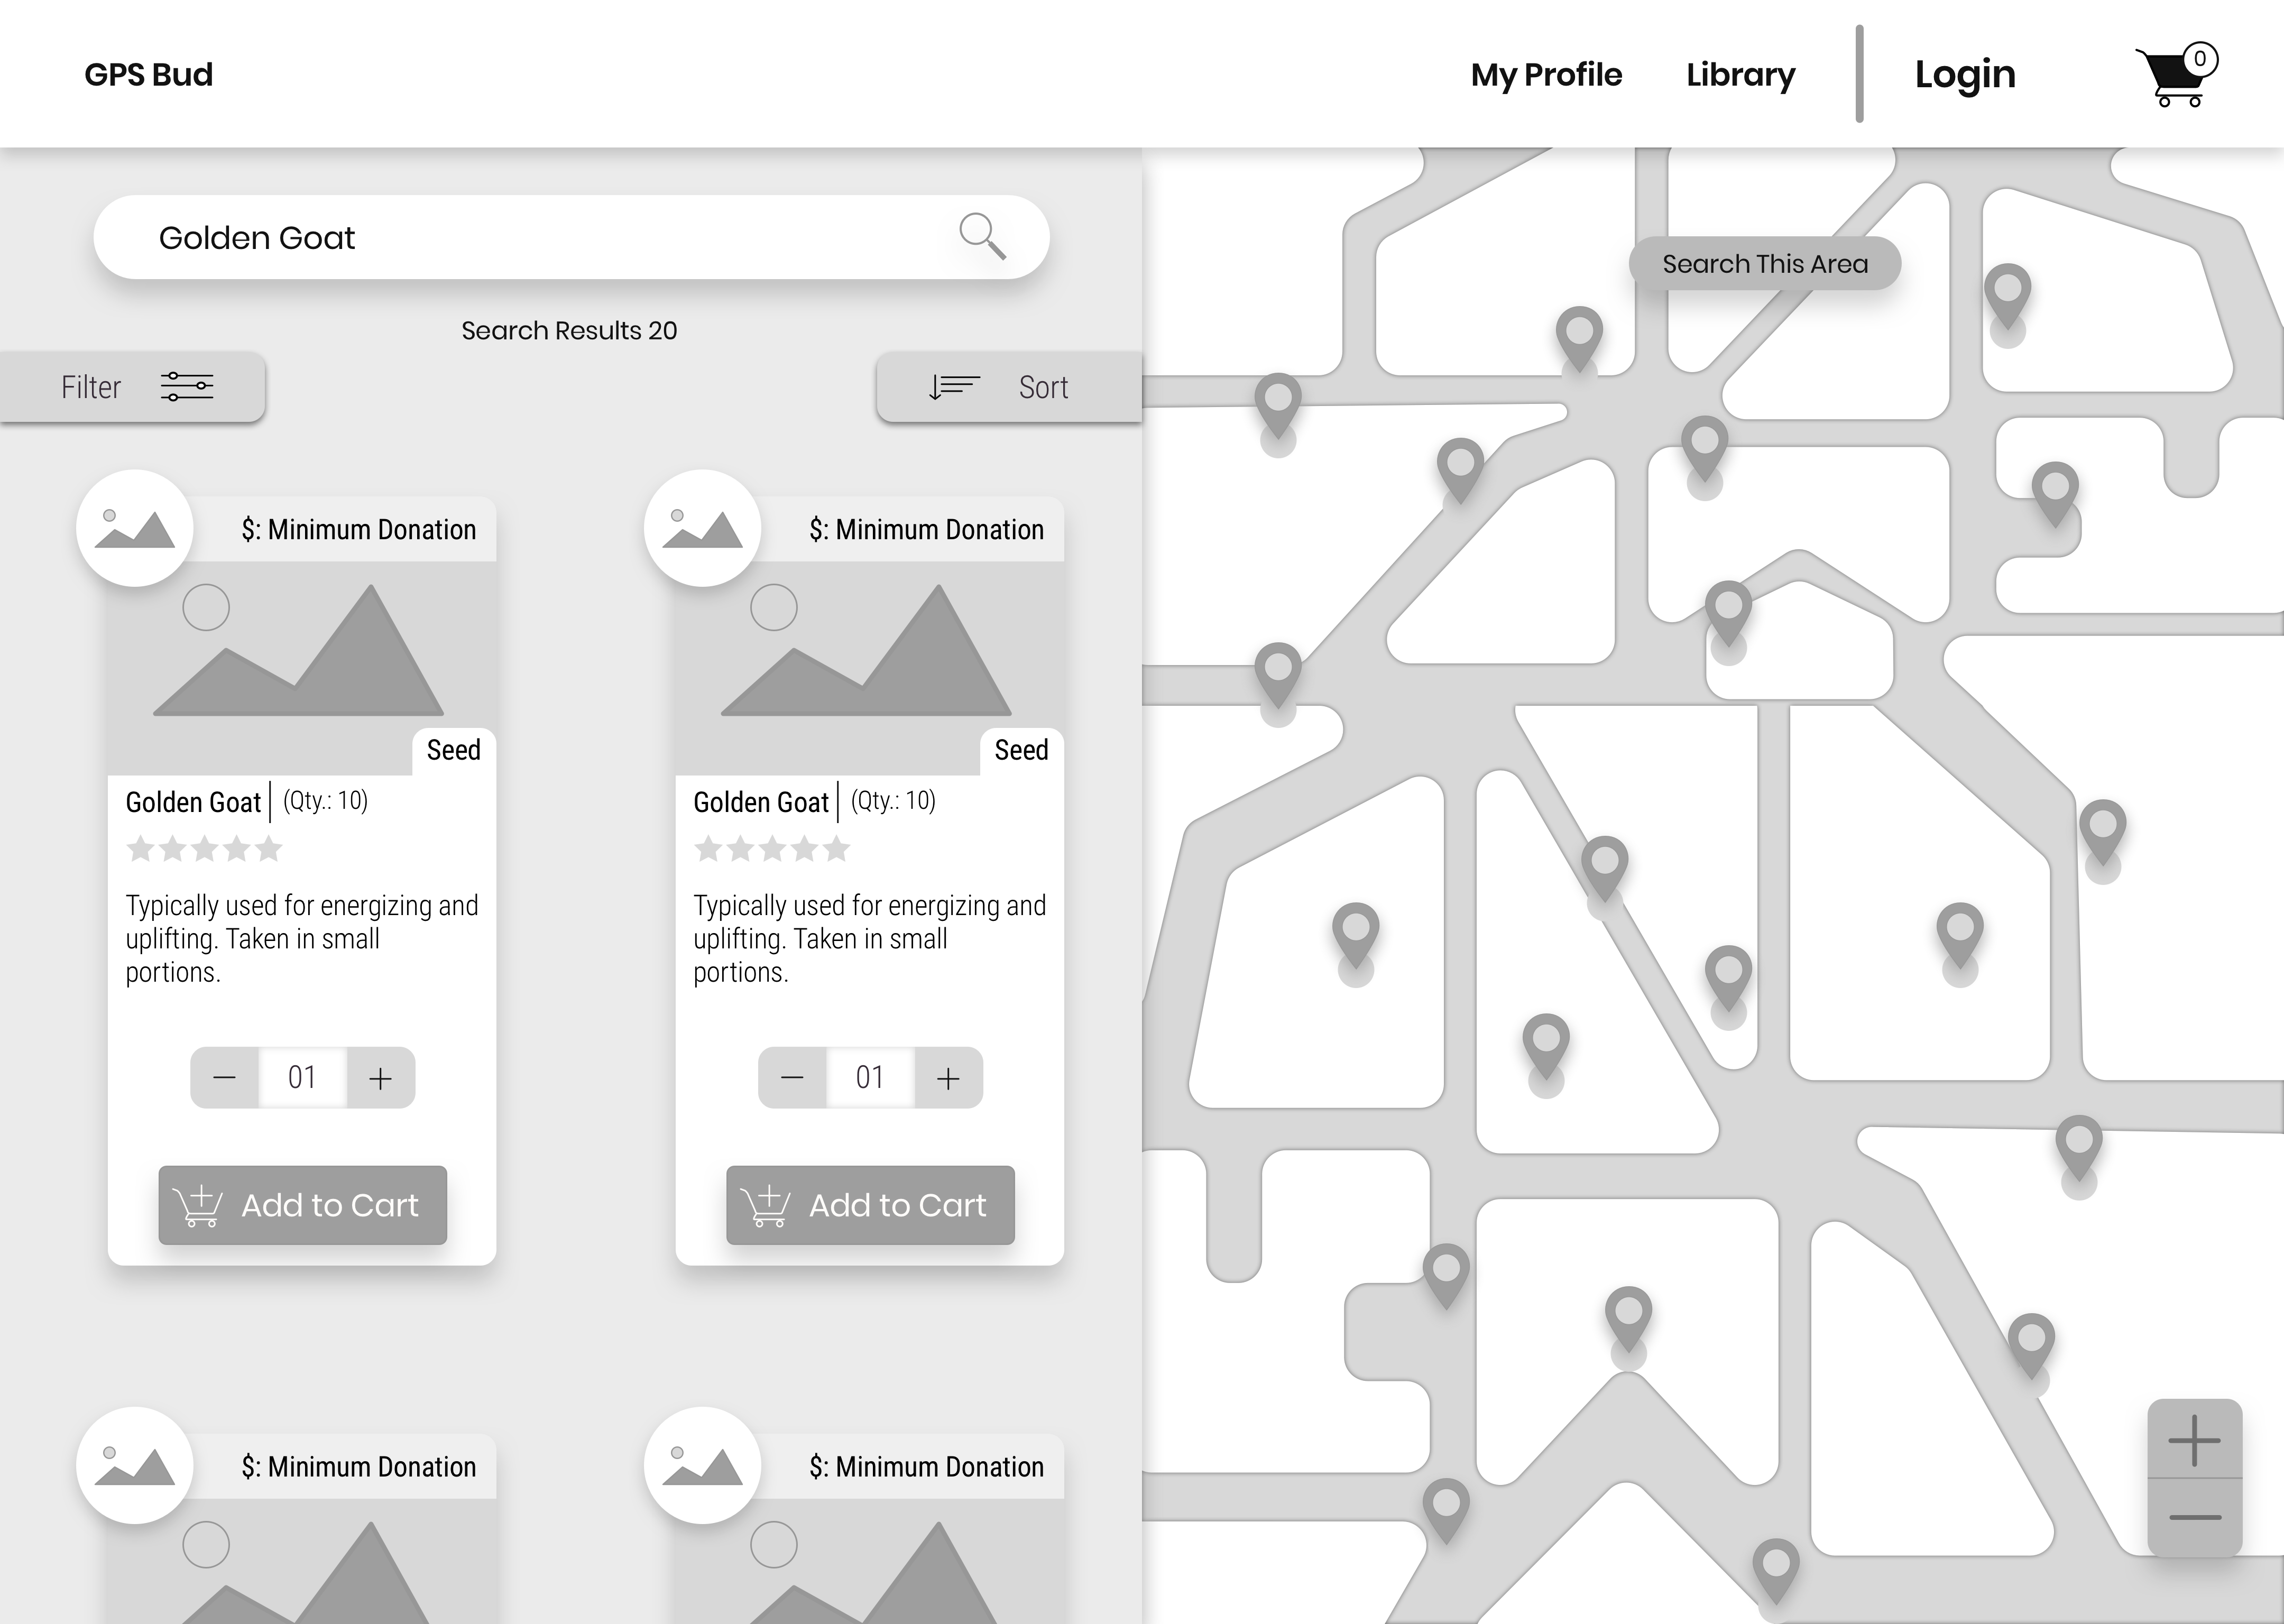 GPS Bud
My Profile
Library
Login
0
Golden Goat
Search Results 20
Filter
Sort
Search This Area
$: Minimum Donation
Seed
Golden Goat
(Qty.: 10)
Typically used for energizing and
uplifting. Taken in small
portions.
01
Add to Cart
$: Minimum Donation
Seed
Golden Goat
(Qty.: 10)
Typically used for energizing and
uplifting. Taken in small
portions.
01
Add to Cart
$: Minimum Donation
$: Minimum Donation